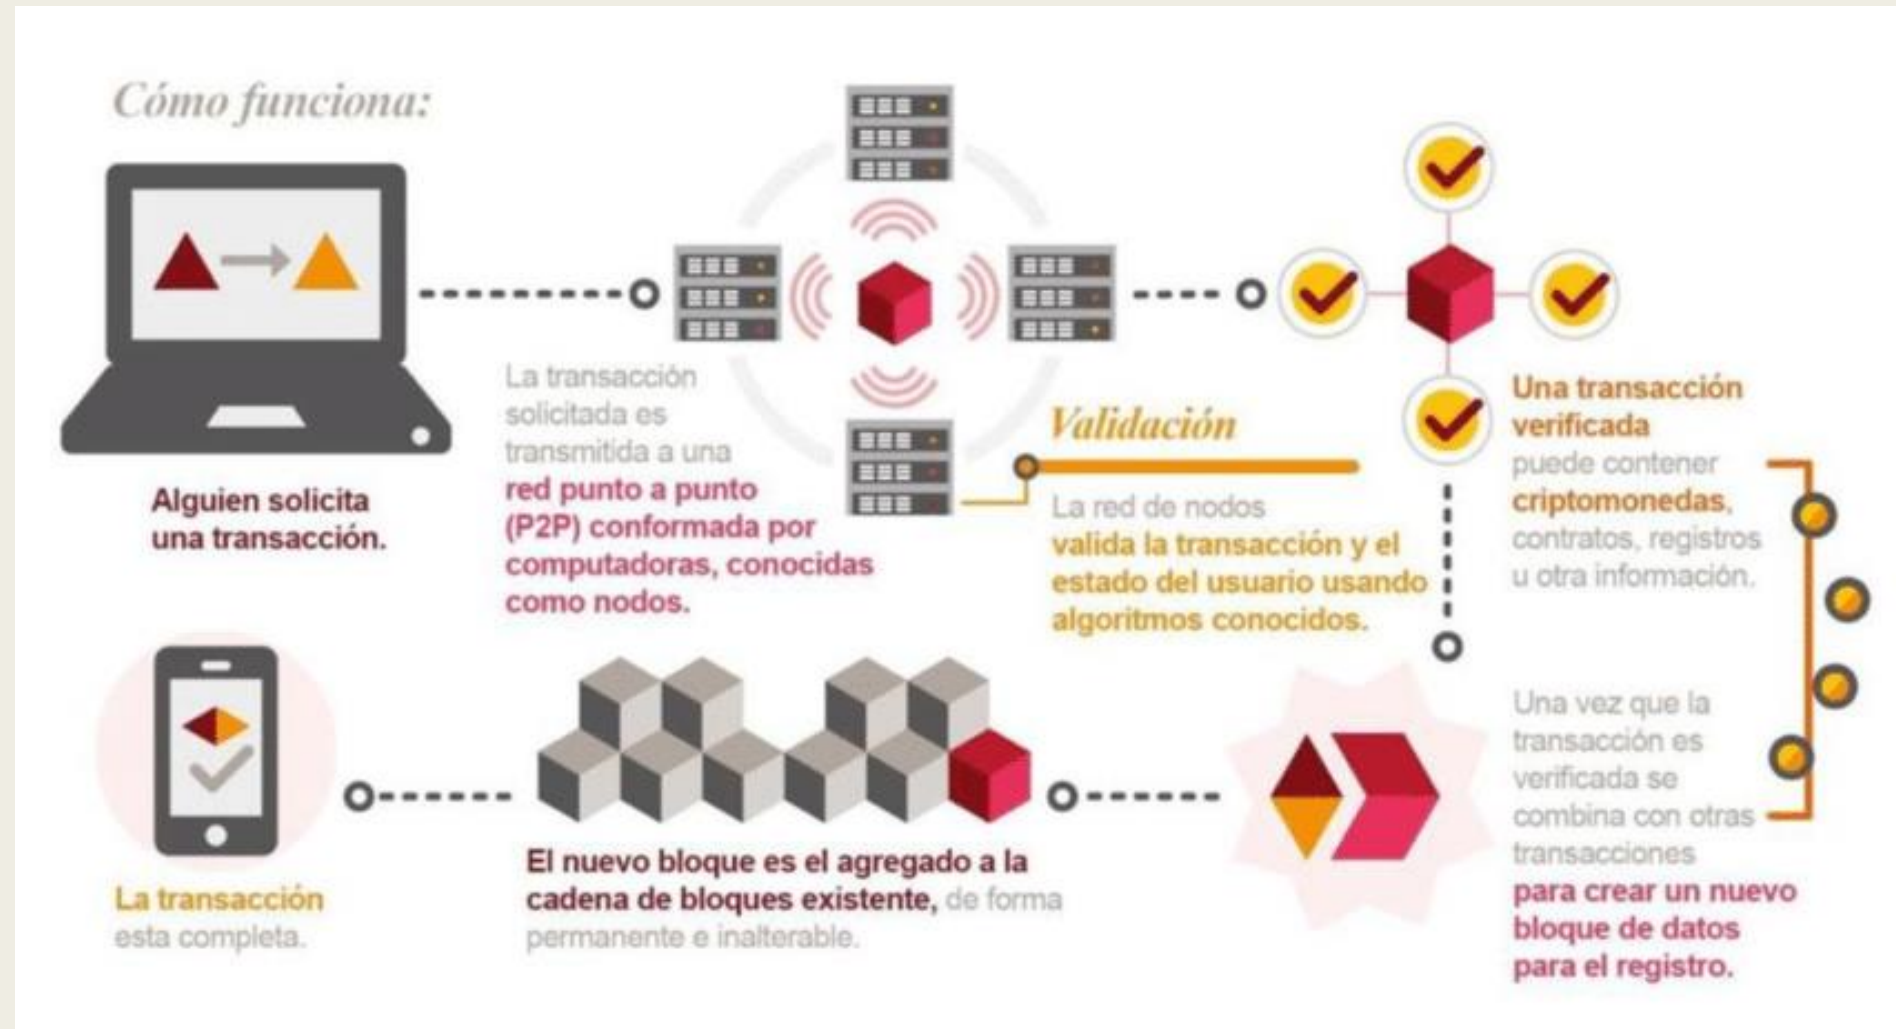 Cómo funciona:
Alguien solicita
una transacción.
La transacción
solicitada es
transmitida a una
red punto a punto
(P2P) conformada por
computadoras, conocidas
como nodos.
Validación
La red de nodos
valida la transacción y el
estado del usuario usando
algoritmos conocidos.
Una transacción
verificada
puede contener
criptomonedas,
contratos, registros
u otra información.
Una vez que la
transacción es
verificada se
combina con otras
transacciones
para crear un nuevo
bloque de datos
para el registro.
El nuevo bloque es el agregado a la
cadena de bloques existente, de forma
permanente e inalterable.
La transacción
esta completa.